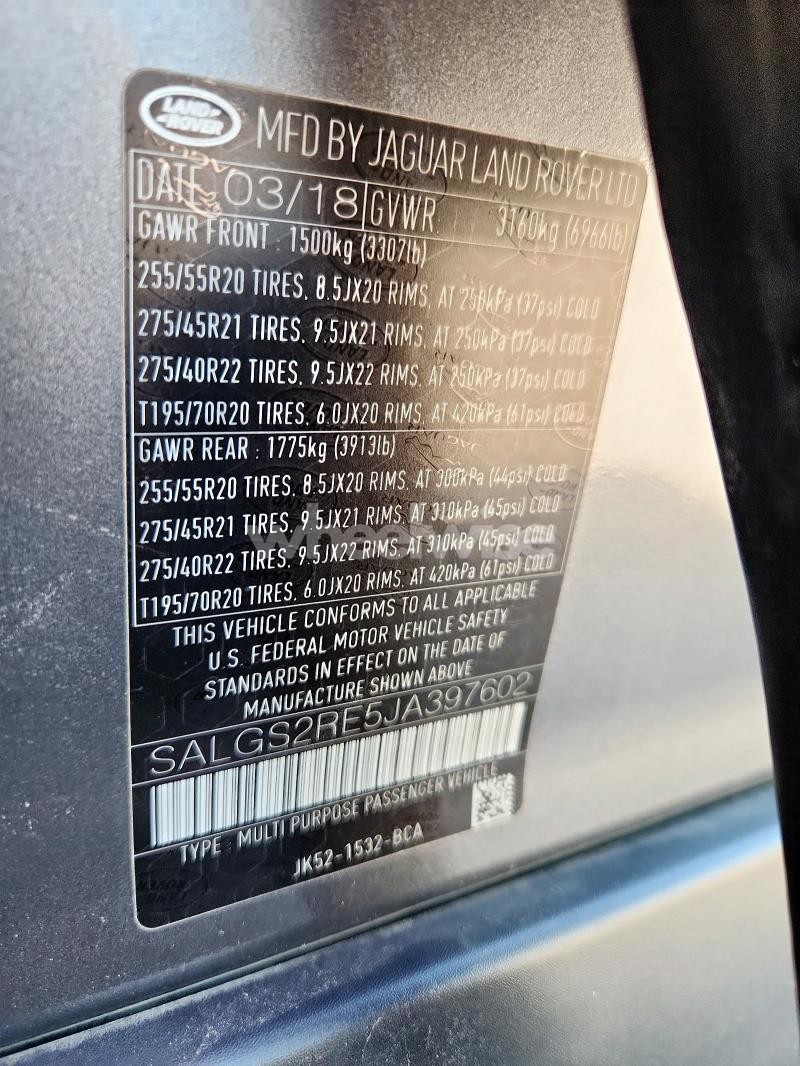 LAND ROVER
MFD BY JAGUAR LAND ROVER LTD
DATE 03/18 GVWR 3160kg (6966lb)
GAWR FRONT : 1500kg (3307lb)
255/55R20 TIRES, 8.5JX20 RIMS, AT 250kPa (37psi) COLD
275/45R21 TIRES, 9.5JX21 RIMS, AT 250kPa (37psi) COLD
275/40R22 TIRES, 9.5JX22 RIMS, AT 250kPa (37psi) COLD
T195/70R20 TIRES, 6.0JX20 RIMS, AT 420kPa (61psi) COLD
GAWR REAR : 1775kg (3913lb)
255/55R20 TIRES, 8.5JX20 RIMS, AT 300kPa (44psi) COLD
275/45R21 TIRES, 9.5JX21 RIMS, AT 310kPa (45psi) COLD
275/40R22 TIRES, 9.5JX22 RIMS, AT 310kPa (45psi) COLD
T195/70R20 TIRES, 6.0JX20 RIMS, AT 420kPa (61psi) COLD
THIS VEHICLE CONFORMS TO ALL APPLICABLE
U.S. FEDERAL MOTOR VEHICLE SAFETY
STANDARDS IN EFFECT ON THE DATE OF
MANUFACTURE SHOWN ABOVE
SALGS2RE5JA397602
TYPE : MULTI PURPOSE PASSENGER VEHICLE
JK52-1532-BCA